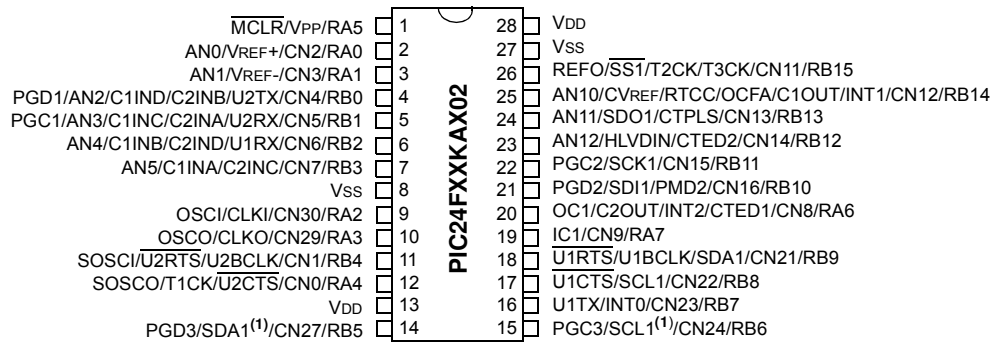 MCLR/VPP/RA5 1
AN0/VREF+/CN2/RA0 2
AN1/VREF-/CN3/RA1 3
PGD1/AN2/C1IND/C2INB/U2TX/CN4/RB0 4
PGC1/AN3/C1INC/C2INA/U2RX/CN5/RB1 5
AN4/C1INB/C2IND/U1RX/CN6/RB2 6
AN5/C1INA/C2INC/CN7/RB3 7
VSS 8
OSCI/CLKI/CN30/RA2 9
OSCO/CLKO/CN29/RA3 10
SOSCI/U2RTS/U2BCLK/CN1/RB4 11
SOSCO/T1CK/U2CTS/CN0/RA4 12
VDD 13
PGD3/SDA1(1)/CN27/RB5 14
PIC24FXXKAX02
28 VDD
27 VSS
26 REFO/SS1/T2CK/T3CK/CN11/RB15
25 AN10/CVREF/RTCC/OCFA/C1OUT/INT1/CN12/RB14
24 AN11/SDO1/CTPLS/CN13/RB13
23 AN12/HLVDIN/CTED2/CN14/RB12
22 PGC2/SCK1/CN15/RB11
21 PGD2/SDI1/PMD2/CN16/RB10
20 OC1/C2OUT/INT2/CTED1/CN8/RA6
19 IC1/CN9/RA7
18 U1RTS/U1BCLK/SDA1/CN21/RB9
17 U1CTS/SCL1/CN22/RB8
16 U1TX/INT0/CN23/RB7
15 PGC3/SCL1(1)/CN24/RB6